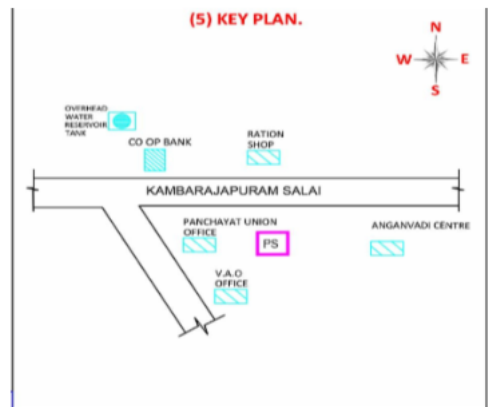 (5) KEY PLAN.
N
W
E
S
OVERHEAD
WATER
RESERVOIR
TANK
CO OP BANK
RATION
SHOP
KAMBARAJAPURAM SALAI
PANCHAYAT UNION
OFFICE
PS
ANGANVADI CENTRE
V.A.O
OFFICE